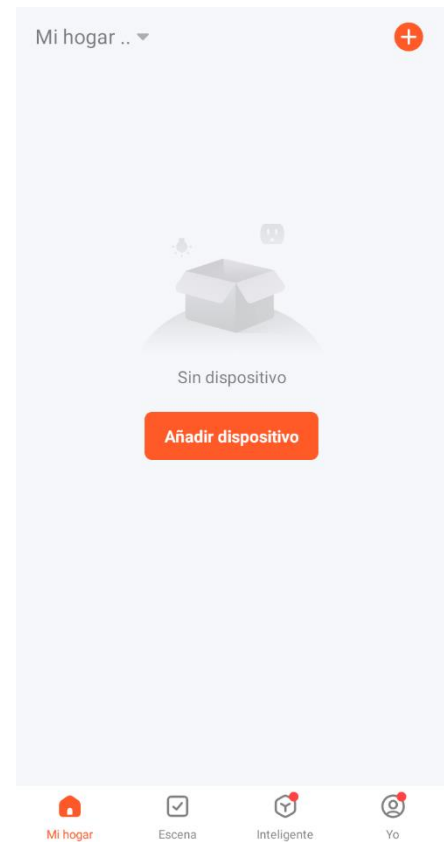 Mi hogar ..
Sin dispositivo
Añadir dispositivo
Mi hogar
Escena
Inteligente
Yo